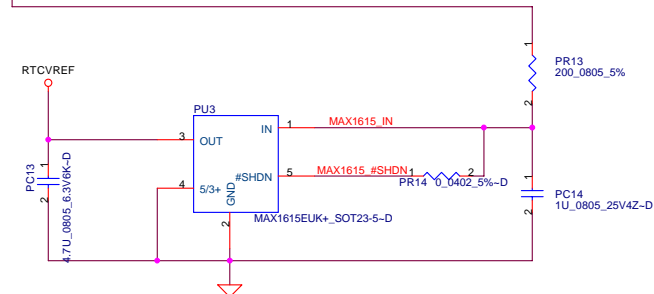 PR13
200_0805_5%
1
2
RTCVREF
PU3
3
OUT
IN
1
MAX1615_IN
#SHDN
5
MAX1615_#SHDN
1
2
PR14
0_0402_5%~D
4
5/3+
GND
2
MAX1615EUK+_SOT23-5~D
PC13
1
2
4.7U_0805_6.3V6K~D
1
2
PC14
1U_0805_25V4Z~D